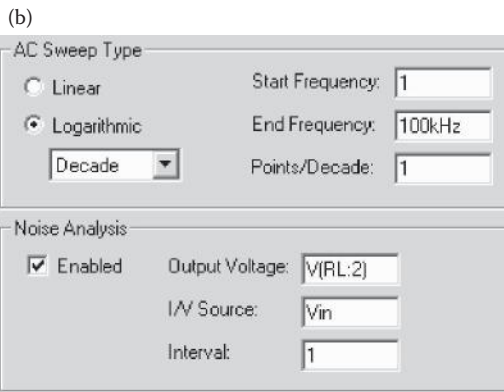 (b)
AC Sweep Type
Linear
Start Frequency: 1
Logarithmic
End Frequency: 100kHz
Decade
Points/Decade: 1
Noise Analysis
Enabled
Output Voltage: V(RL:2)
I/V Source: Vin
Interval: 1